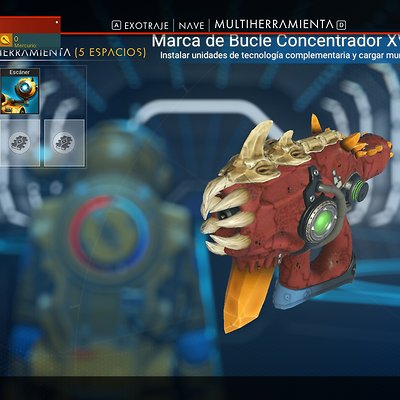 A EXOTRAJE | NAVE | MULTIHERRAMIENTA D
0
Mercurio
HERRAMIENTA (5 ESPACIOS)
Marca de Bucle Concentrador
Instalar unidades de tecnología complementaria y cargar
Escáner